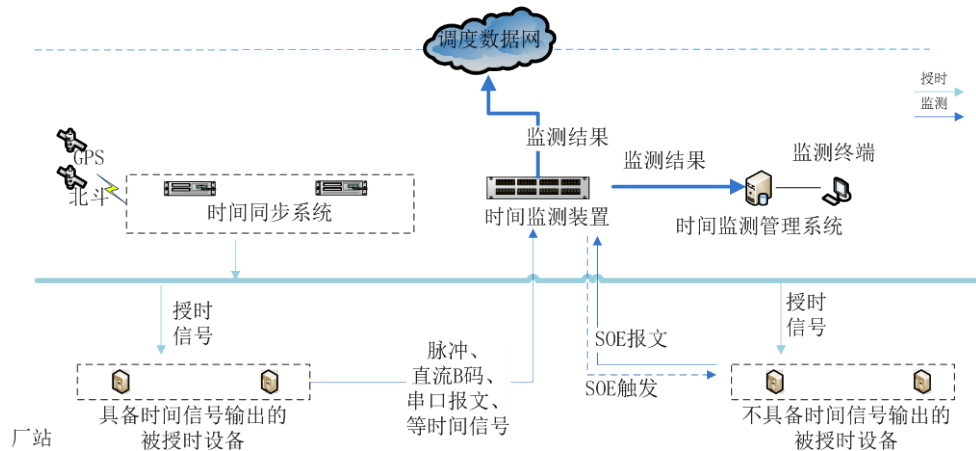 调度数据网
授时
监测
GPS
北斗
时间同步系统
监测结果
监测结果
监测终端
时间监测装置
时间监测管理系统
授时
信号
脉冲、
直流B码、
串口报文、
等时间信号
SOE报文
SOE触发
授时
信号
具备时间信号输出的
被授时设备
不具备时间信号输出的
被授时设备
厂站